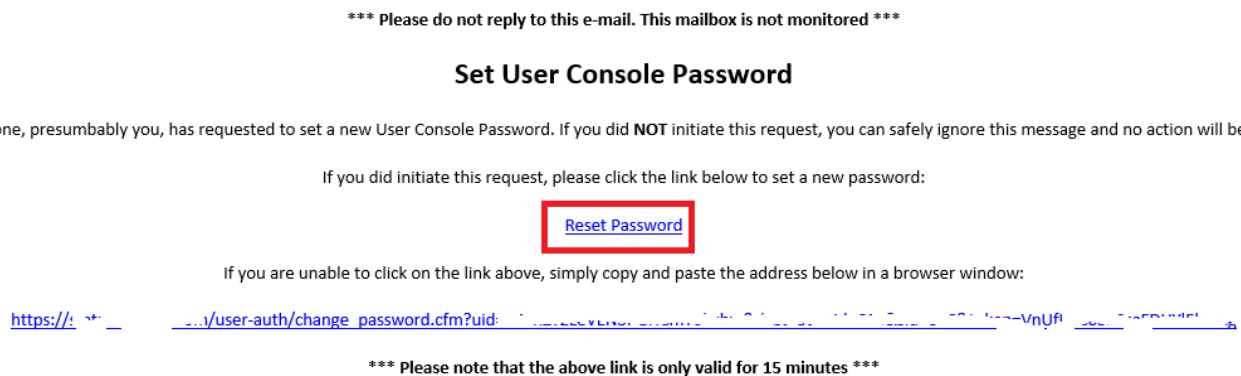 *** Please do not reply to this e-mail. This mailbox is not monitored ***
Set User Console Password
one, presumbably you, has requested to set a new User Console Password. If you did NOT initiate this request, you can safely ignore this message and no action will be
If you did initiate this request, please click the link below to set a new password:
Reset Password
If you are unable to click on the link above, simply copy and paste the address below in a browser window:
https:// /user-auth/change_password.cfm?uid
*** Please note that the above link is only valid for 15 minutes ***